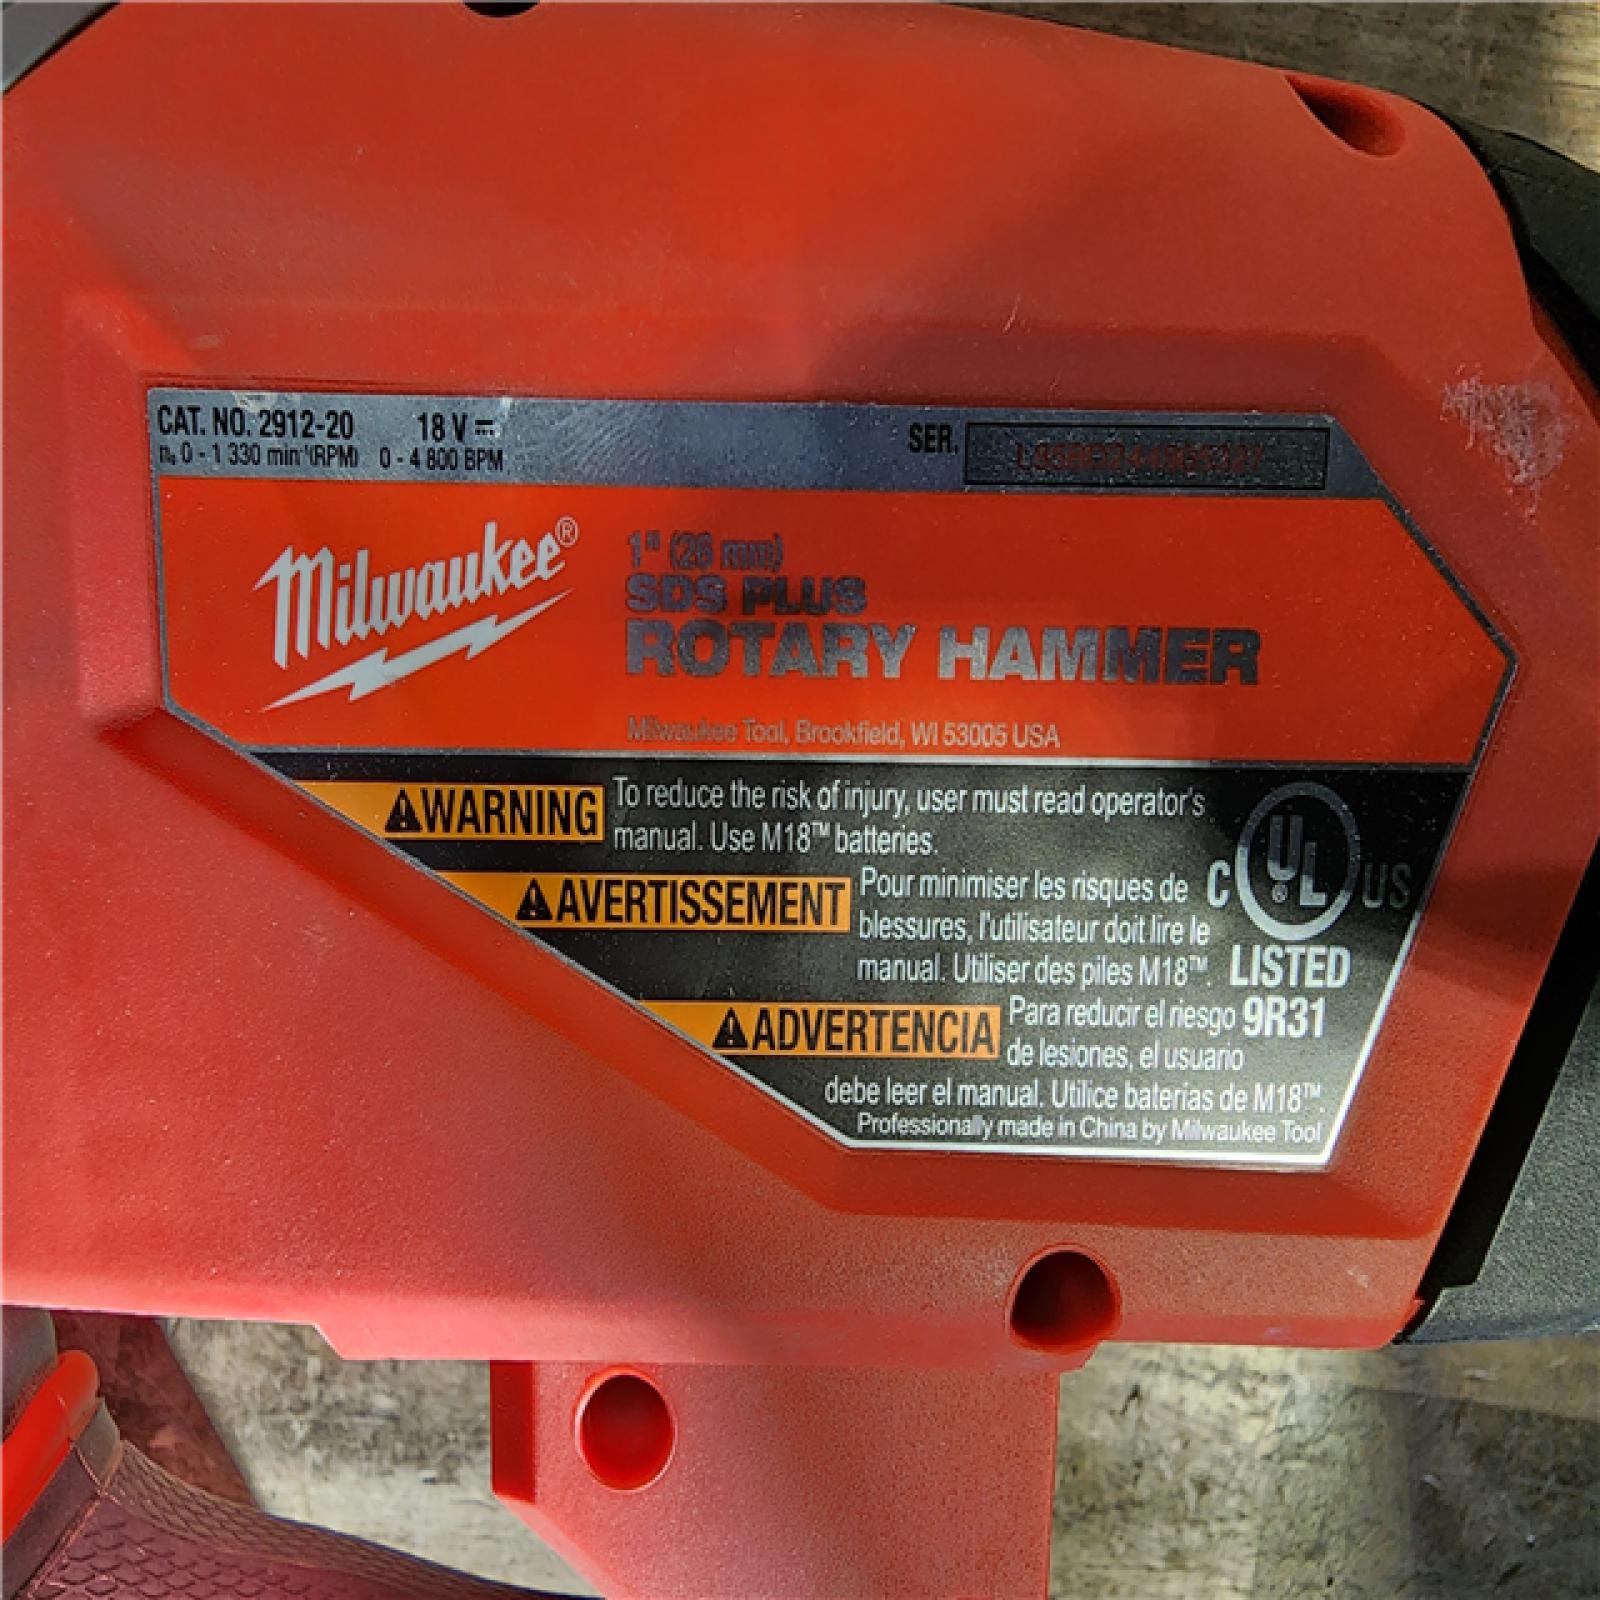 CAT. NO. 2912-20 18 V
n₀ 0 - 1 330 min⁻¹(RPM) 0 - 4 800 BPM
SER.
Milwaukee®
1" (26 mm)
SDS PLUS
ROTARY HAMMER
Milwaukee Tool, Brookfield, WI 53005 USA
WARNING To reduce the risk of injury, user must read operator's
manual. Use M18™ batteries.
AVERTISSEMENT Pour minimiser les risques de
blessures, l'utilisateur doit lire le
manual. Utiliser des piles M18™.
ADVERTENCIA Para reducir el riesgo
de lesiones, el usuario
debe leer el manual. Utilice baterias de M18™.
Professionally made in China by Milwaukee Tool
C UL® US
LISTED
9R31